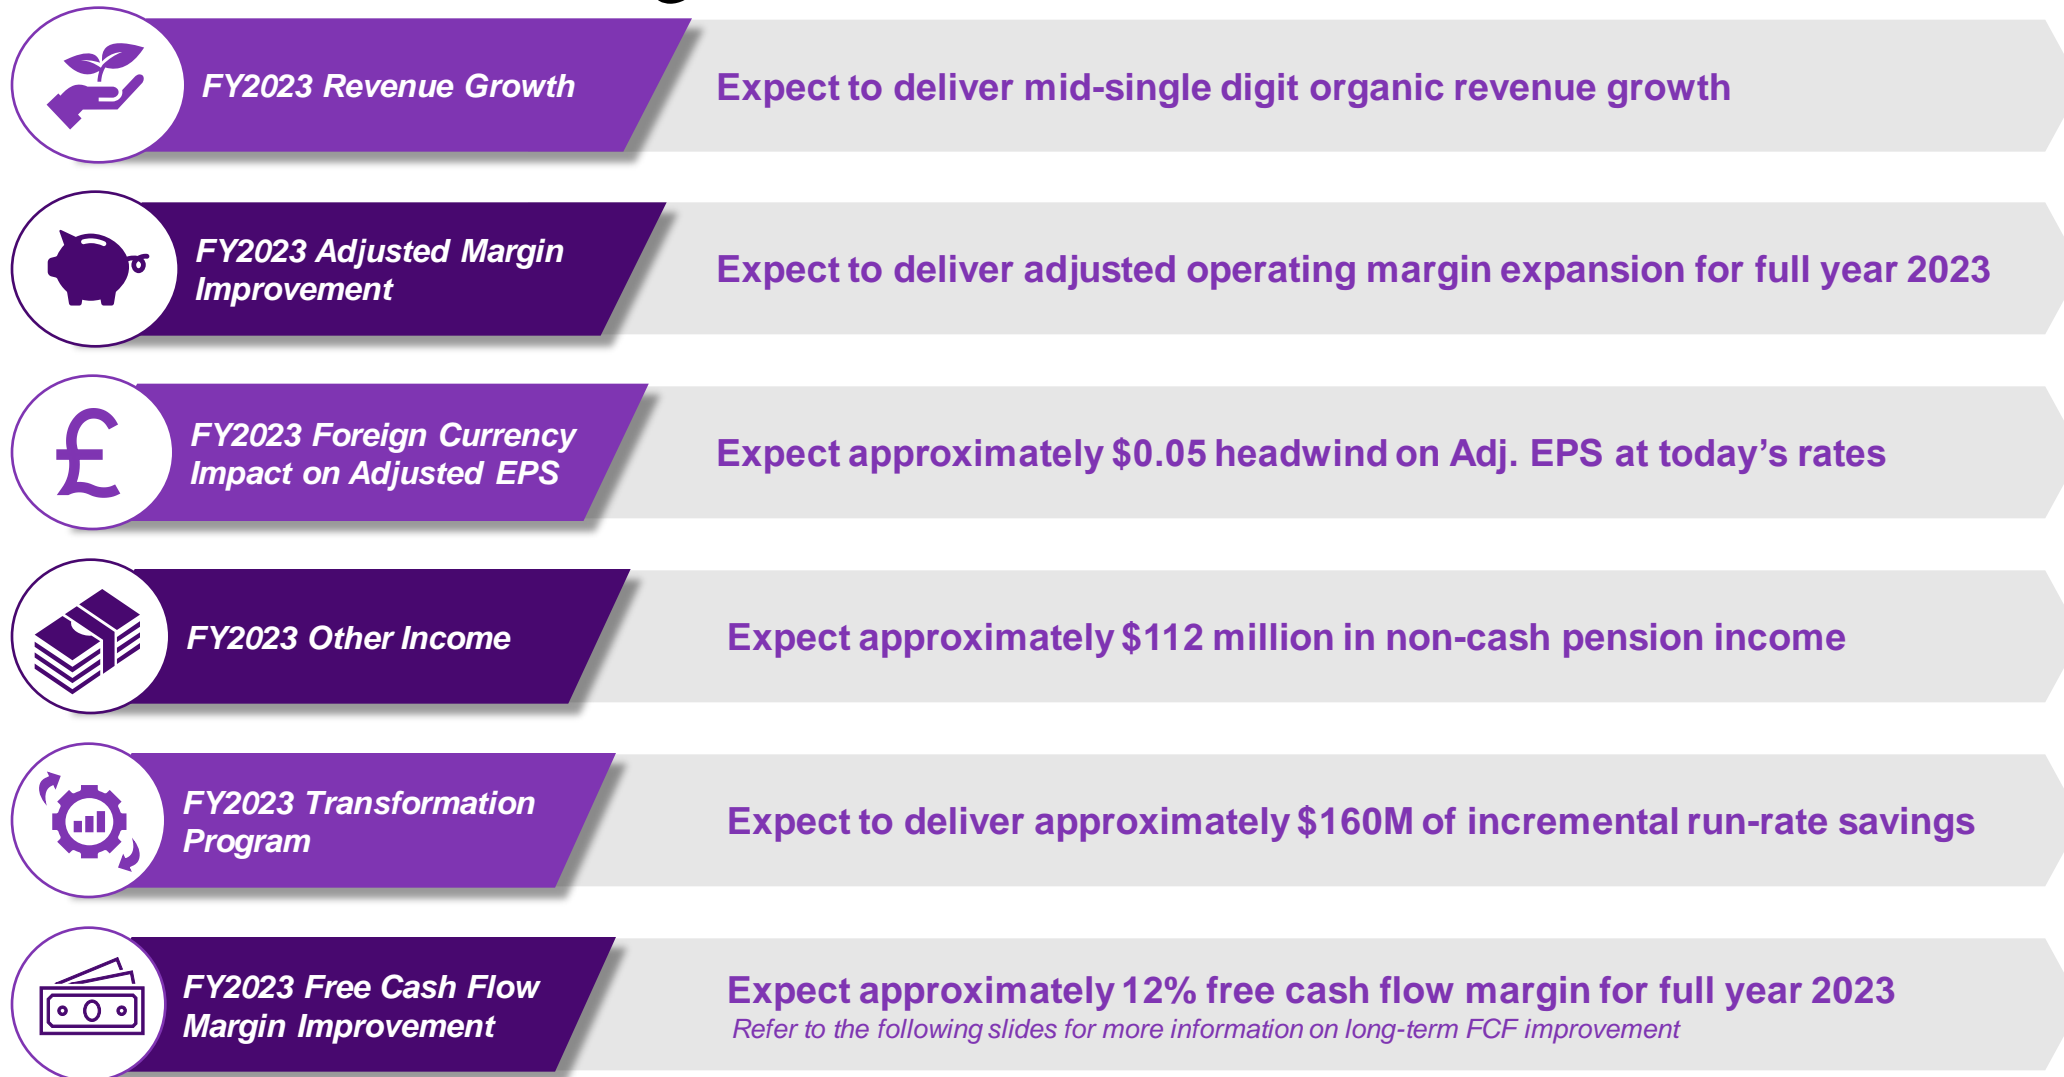 FY2023 Revenue Growth
Expect to deliver mid-single digit organic revenue growth
FY2023 Adjusted Margin
Improvement
Expect to deliver adjusted operating margin expansion for full year 2023
£
FY2023 Foreign Currency
Impact on Adjusted EPS
Expect approximately $0.05 headwind on Adj. EPS at today's rates
FY2023 Other Income
Expect approximately $112 million in non-cash pension income
FY2023 Transformation
Program
Expect to deliver approximately $160M of incremental run-rate savings
FY2023 Free Cash Flow
Margin Improvement
Expect approximately 12% free cash flow margin for full year 2023
Refer to the following slides for more information on long-term FCF improvement